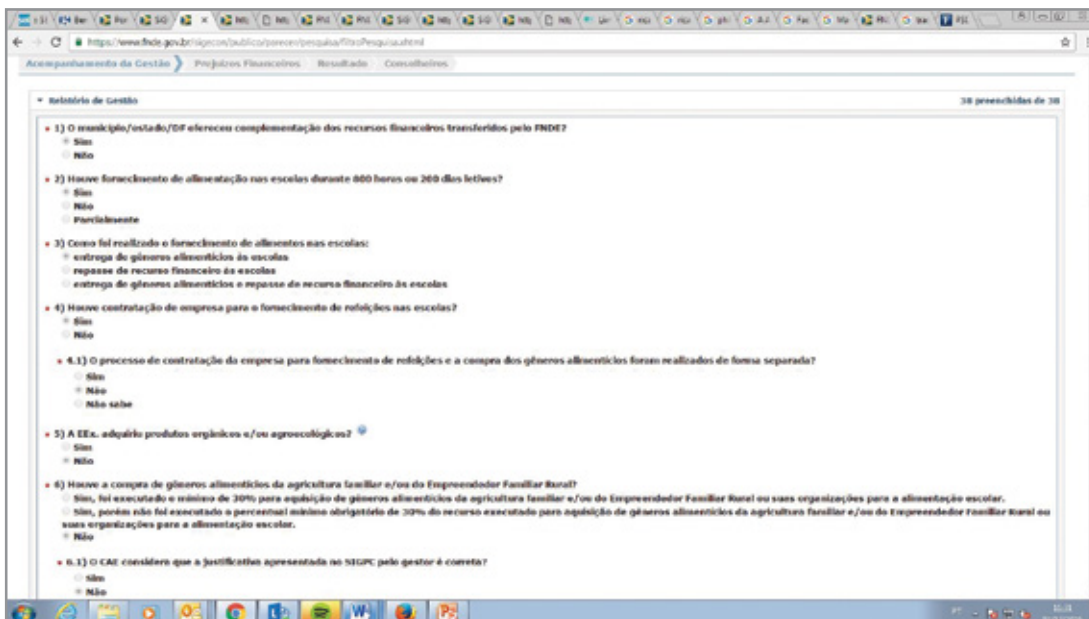 https://www.fnde.gov.br/sigecon/publico/parecer/pesquisa/filtroPesquisa.xhtml
Acompanhamento da Gestão Prejuízos Financeiros Resultado Conselheiros
Relatório de Gestão 38 preenchidas de 38
1) O município/estado/DF ofereceu complementação dos recursos financeiros transferidos pelo FNDE?
Sim
Não
2) Houve fornecimento de alimentação nas escolas durante 800 horas ou 200 dias letivos?
Sim
Não
Parcialmente
3) Como foi realizado o fornecimento de alimentos nas escolas:
entrega de gêneros alimentícios às escolas
repasse de recurso financeiro às escolas
entrega de gêneros alimentícios e repasse de recurso financeiro às escolas
4) Houve contratação de empresa para o fornecimento de refeições nas escolas?
Sim
Não
4.1) O processo de contratação da empresa para fornecimento de refeições e a compra dos gêneros alimentícios foram realizados de forma separada?
Sim
Não
Não sabe
5) A EEx. adquiriu produtos orgânicos e/ou agroecológicos?
Sim
Não
6) Houve a compra de gêneros alimentícios da agricultura familiar e/ou do Empreendedor Familiar Rural?
Sim, foi executado o mínimo de 30% para aquisição de gêneros alimentícios da agricultura familiar e/ou do Empreendedor Familiar Rural ou suas organizações para a alimentação escolar.
Sim, porém não foi executado o percentual mínimo obrigatório de 30% do recurso executado para aquisição de gêneros alimentícios da agricultura familiar e/ou do Empreendedor Familiar Rural ou
suas organizações para a alimentação escolar.
Não
6.1) O CAE considera que a justificativa apresentada no SIGPC pelo gestor é correta?
Sim
Não
PT